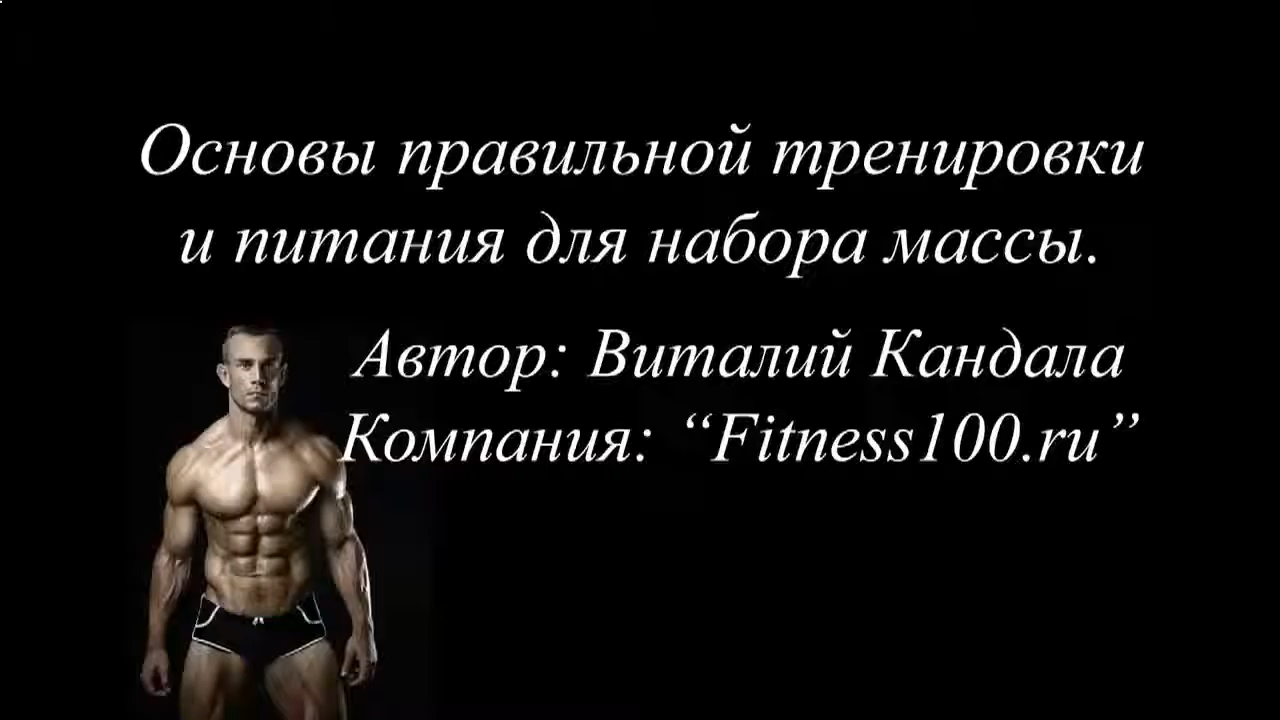 Основы правильной тренировки
и питания для набора массы.
Автор: Виталий Кандала
Компания: “Fitness100.ru”